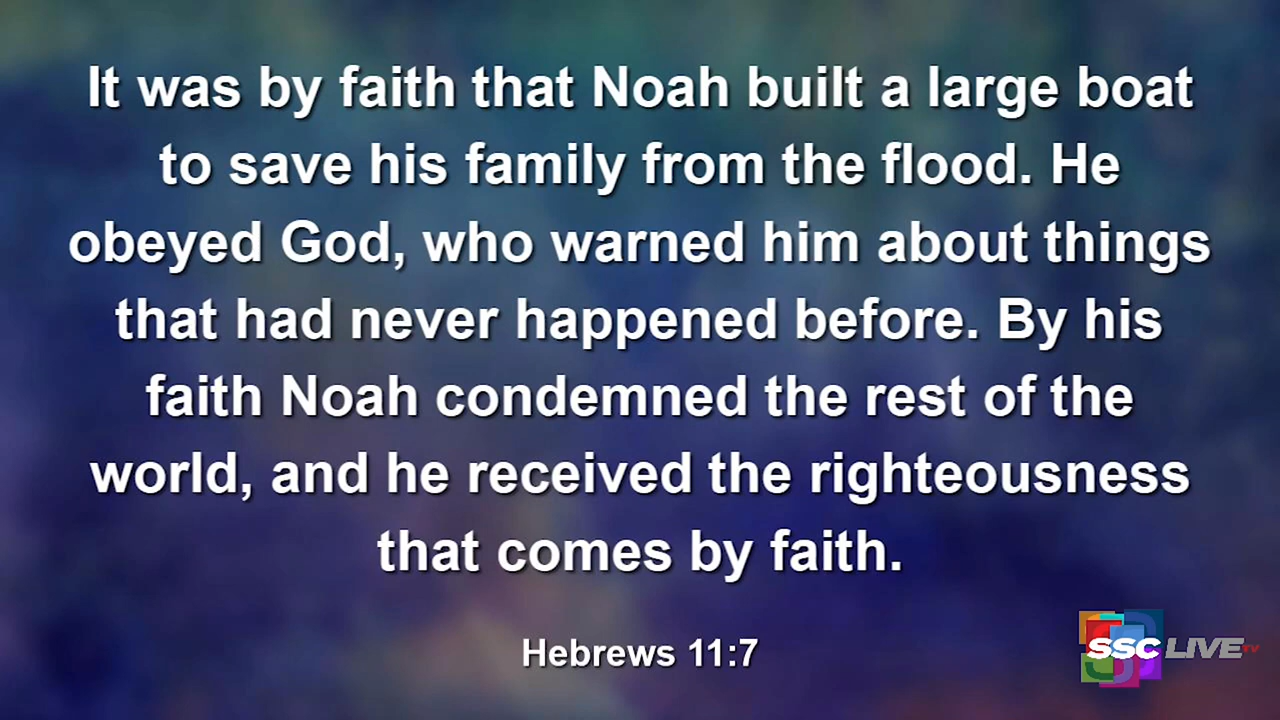 It was by faith that Noah built a large boat
to save his family from the flood. He
obeyed God, who warned him about things
that had never happened before. By his
faith Noah condemned the rest of the
world, and he received the righteousness
that comes by faith.
Hebrews 11:7
SSC LIVE TV